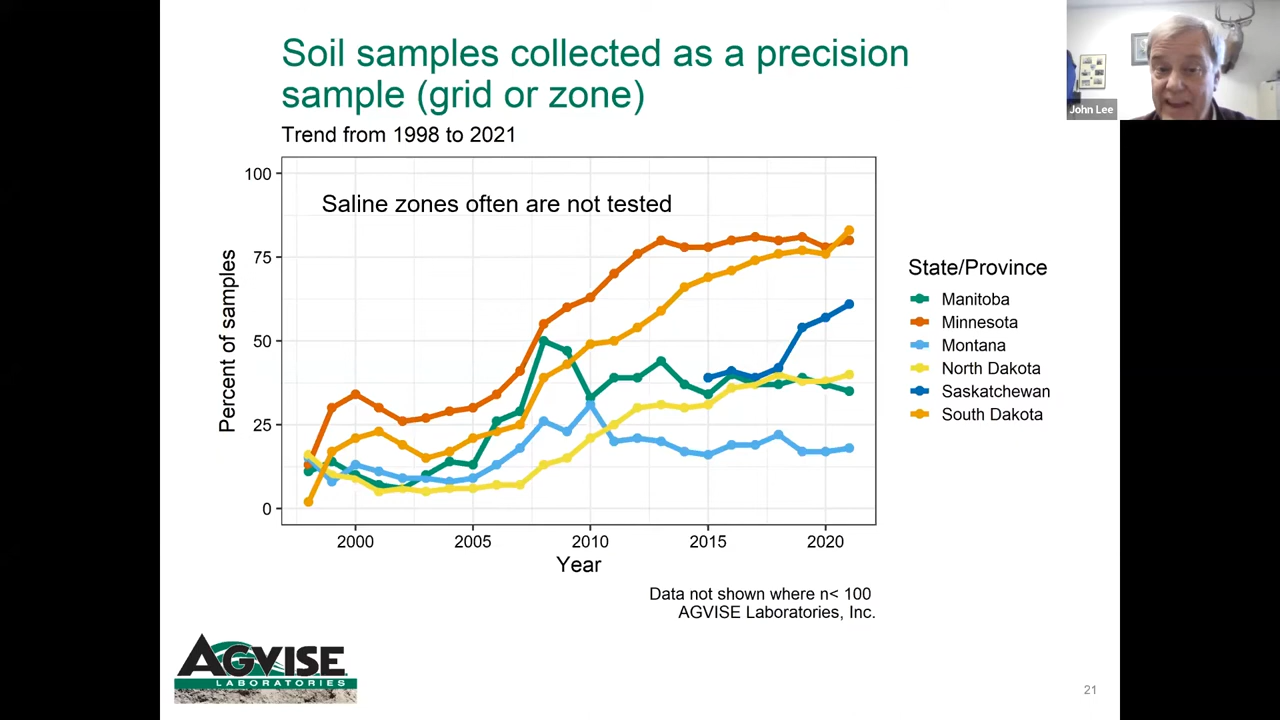 Soil samples collected as a precision
sample (grid or zone)
Trend from 1998 to 2021
John Lee
Saline zones often are not tested
Percent of samples
100
75
50
25
0
2000
2005
2010
2015
2020
Year
State/Province
Manitoba
Minnesota
Montana
North Dakota
Saskatchewan
South Dakota
Data not shown where n< 100
AGVISE Laboratories, Inc.
AGVISE
LABORATORIES
21